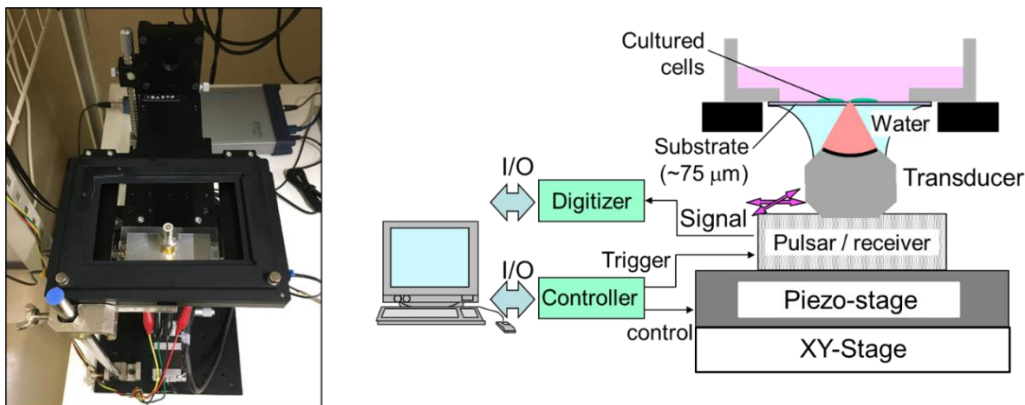 Cultured
cells
Water
Substrate
(~75 μm)
Transducer
I/O
Digitizer
Signal
Pulsar / receiver
Trigger
I/O
Controller
Piezo-stage
control
XY-Stage